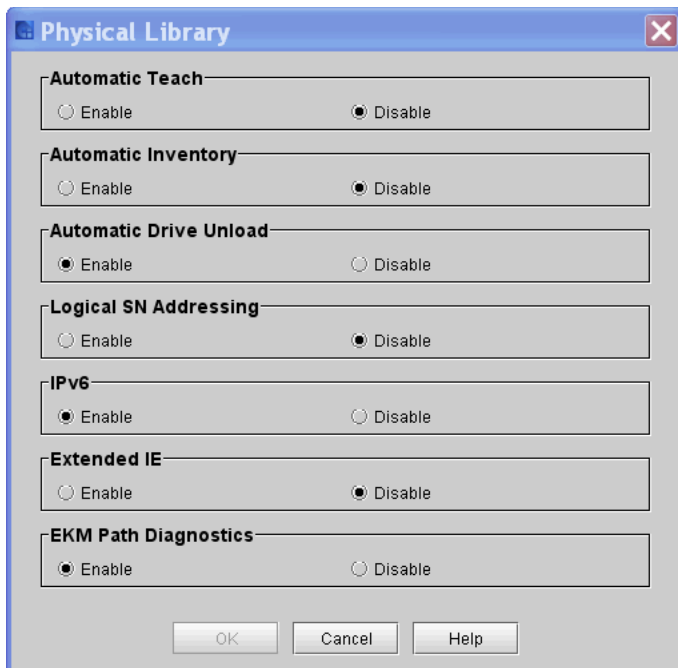 Physical Library
Automatic Teach
Enable Disable
Automatic Inventory
Enable Disable
Automatic Drive Unload
Enable Disable
Logical SN Addressing
Enable Disable
IPv6
Enable Disable
Extended IE
Enable Disable
EKM Path Diagnostics
Enable Disable
OK Cancel Help